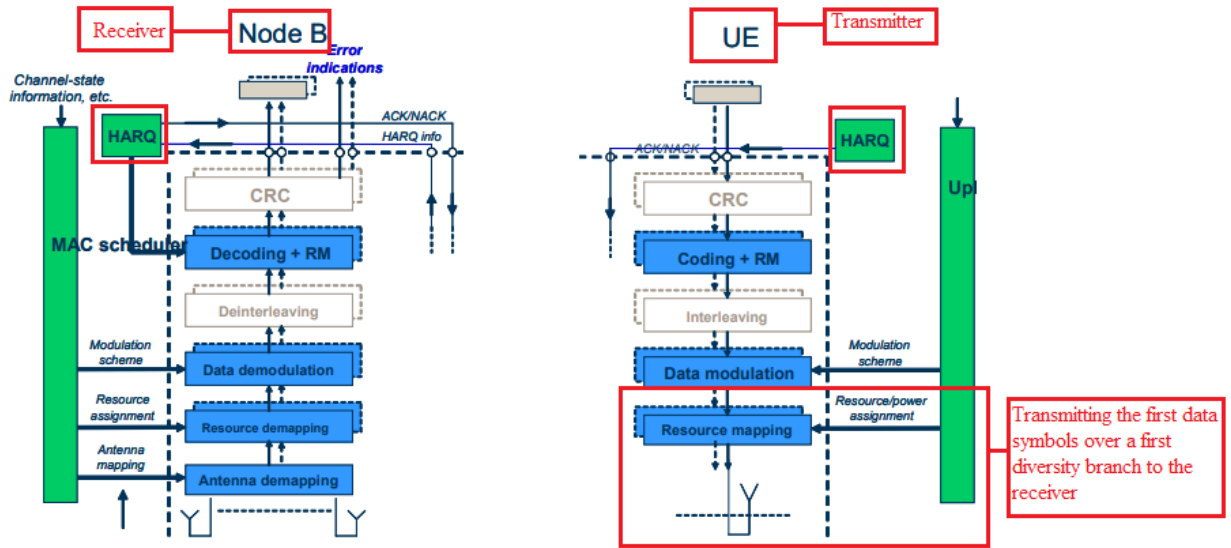 Receiver
Node B
Error
indications
Channel-state
information, etc.
HARQ
ACK/NACK
HARQ info
CRC
MAC scheduler
Decoding + RM
Deinterleaving
Modulation
scheme
Data demodulation
Resource
assignment
Resource demapping
Antenna
mapping
Antenna demapping
UE
Transmitter
ACK/NACK
HARQ
CRC
Upl
Coding + RM
Interleaving
Data modulation
Modulation
scheme
Resource mapping
Resource/power
assignment
Transmitting the first data
symbols over a first
diversity branch to the
receiver